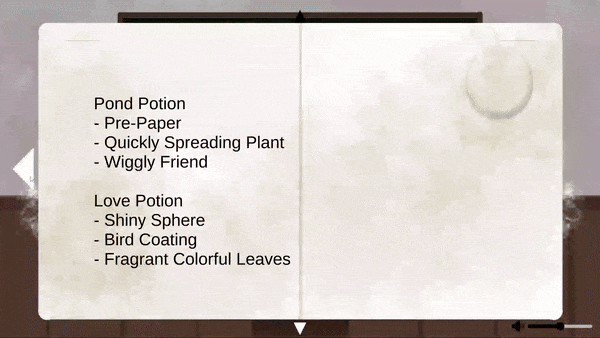 Pond Potion
- Pre-Paper
- Quickly Spreading Plant
- Wiggly Friend
Love Potion
- Shiny Sphere
- Bird Coating
- Fragrant Colorful Leaves